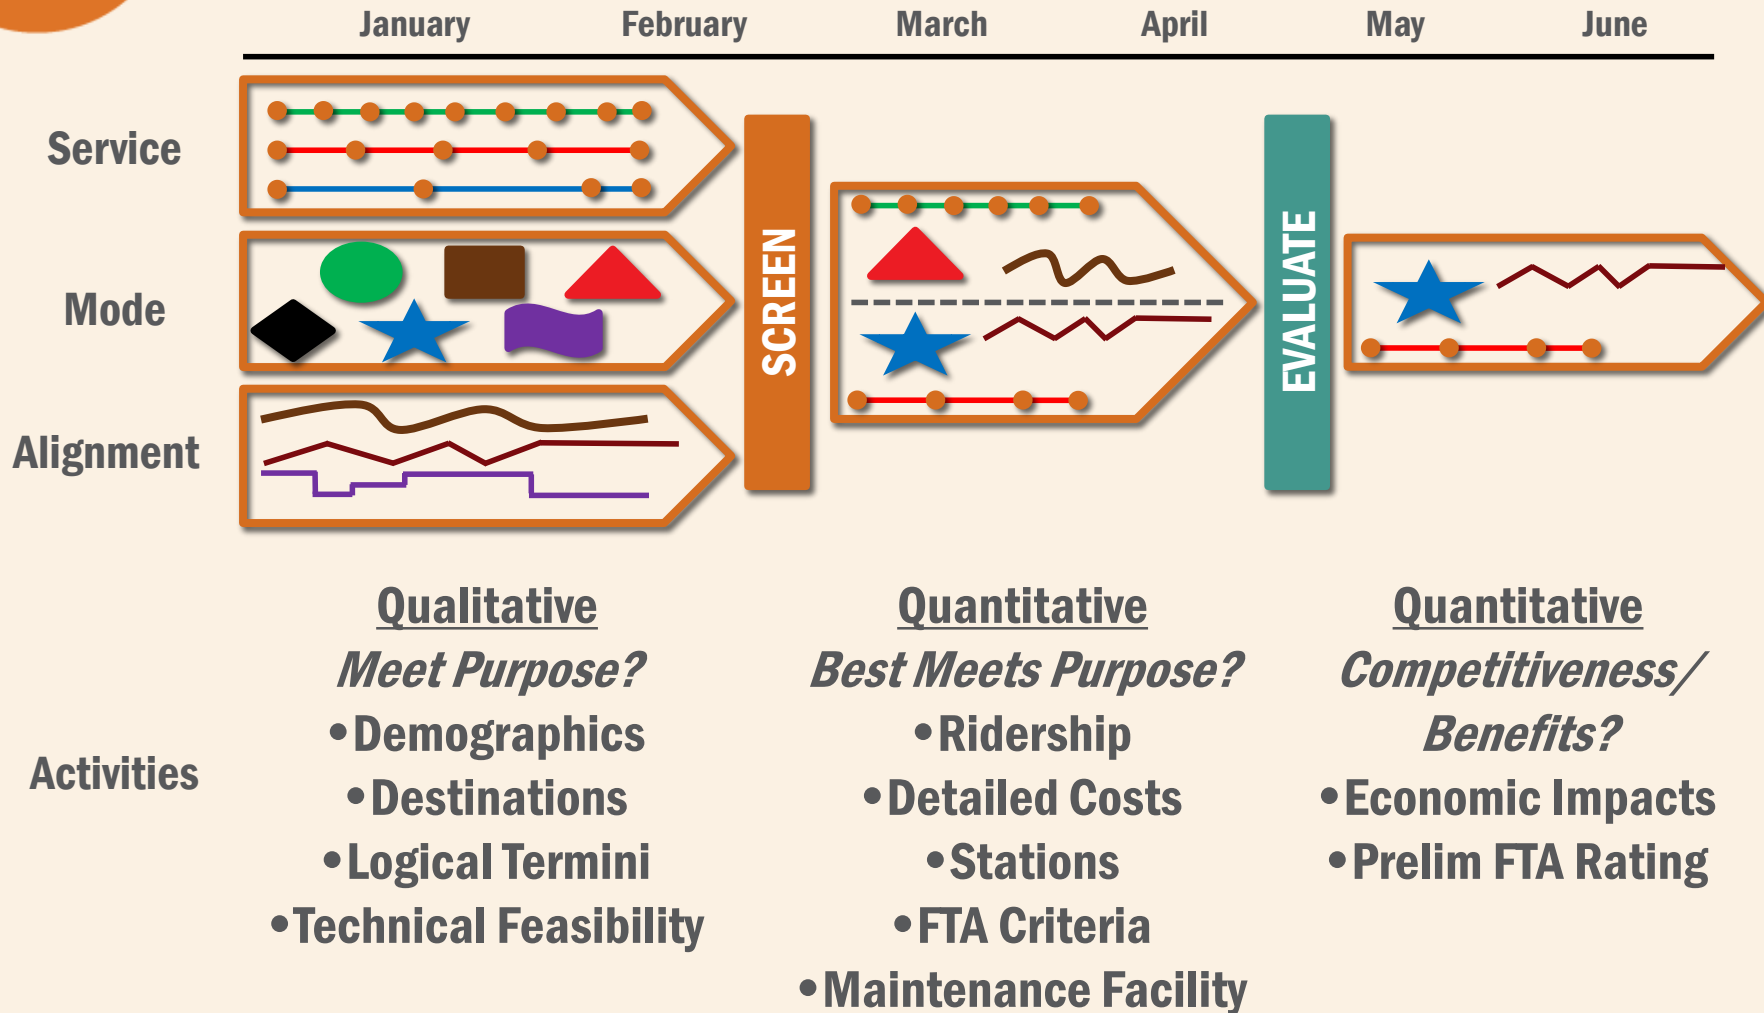 January February March April May June
Service
Mode
Alignment
SCREEN
EVALUATE
Activities
Qualitative
Meet Purpose?
•Demographics
•Destinations
•Logical Termini
•Technical Feasibility
Quantitative
Best Meets Purpose?
•Ridership
•Detailed Costs
•Stations
•FTA Criteria
•Maintenance Facility
Quantitative
Competitiveness/
Benefits?
•Economic Impacts
•Prelim FTA Rating